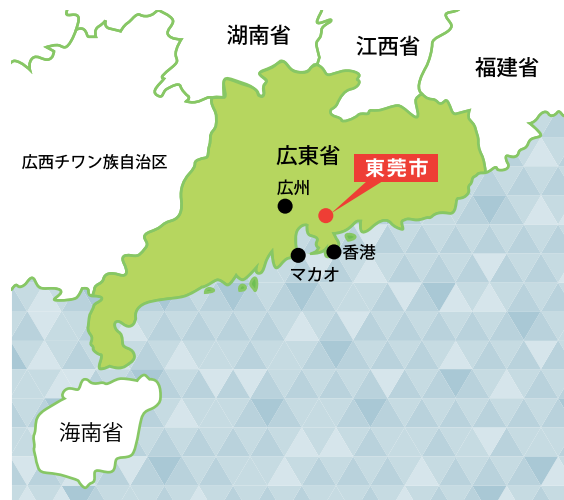 湖南省
江西省
福建省
広西チワン族自治区
広東省
東莞市
広州
香港
マカオ
海南省